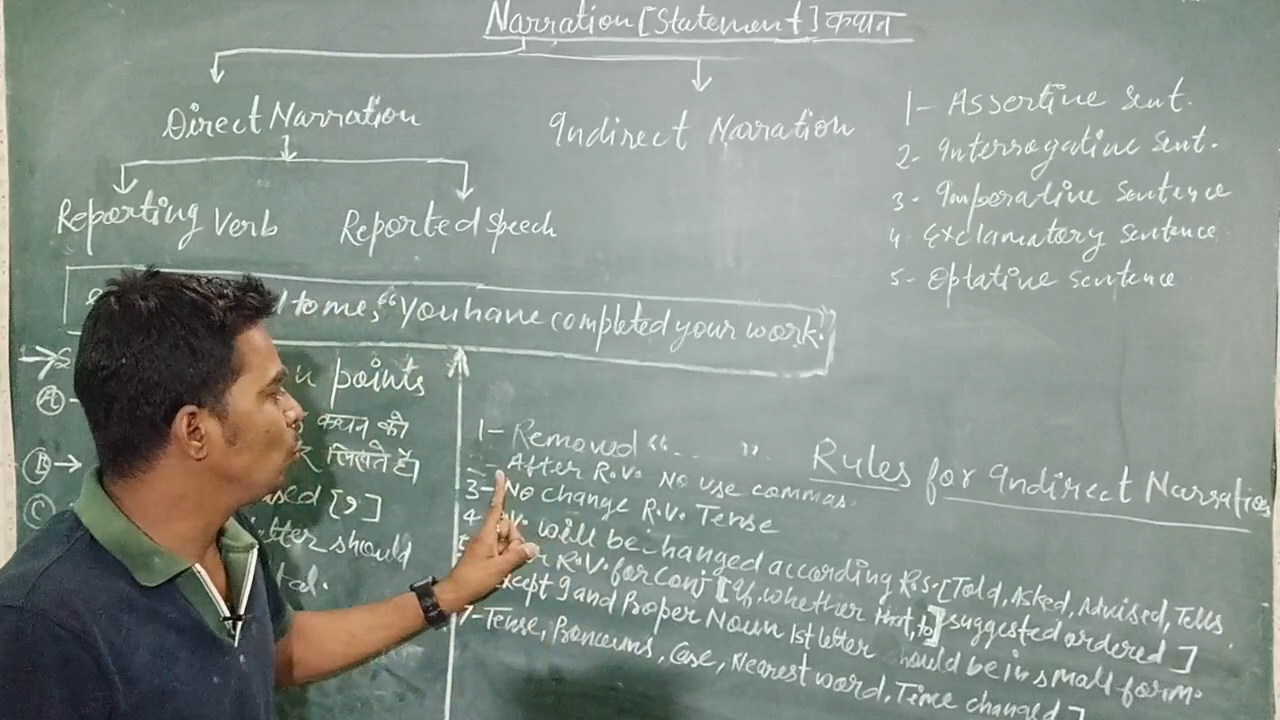 Narration [Statement] कथन
Direct Narration
Indirect Narration
Reporting Verb
Reported Speech
1- Assertive Sent.
2- Interrogative Sent.
3- Imperative Sentence
4. Exclamatory Sentence
5- Optative Sentence
to me, "You have completed your work."
points
Ⓐ-
कथन को
Ⓑ→ लिखते हैं।
Ⓒ [,]
should
Rules for Indirect Narration
1- Removed "....".
- After R.V. No use commas.
3- No change R.V. Tense
4 .V. will be changed according R.S. [Told, Asked, Advised, Tells
R.V. for Conj [If, whether that, to] suggested ordered]
xcept I and Proper Noun 1st letter should be in small form.
7- Tense, Pronouns, Case, Nearest word, Time changed]